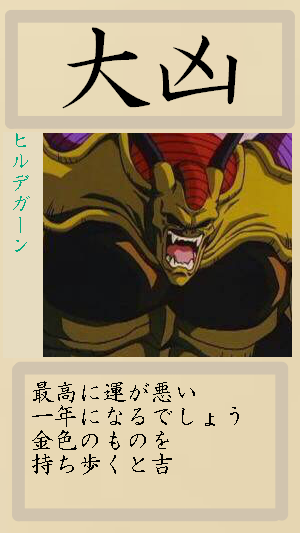 大凶
ヒルデガーン
最高に運が悪い
一年になるでしょう
金色のものを
持ち歩くと吉